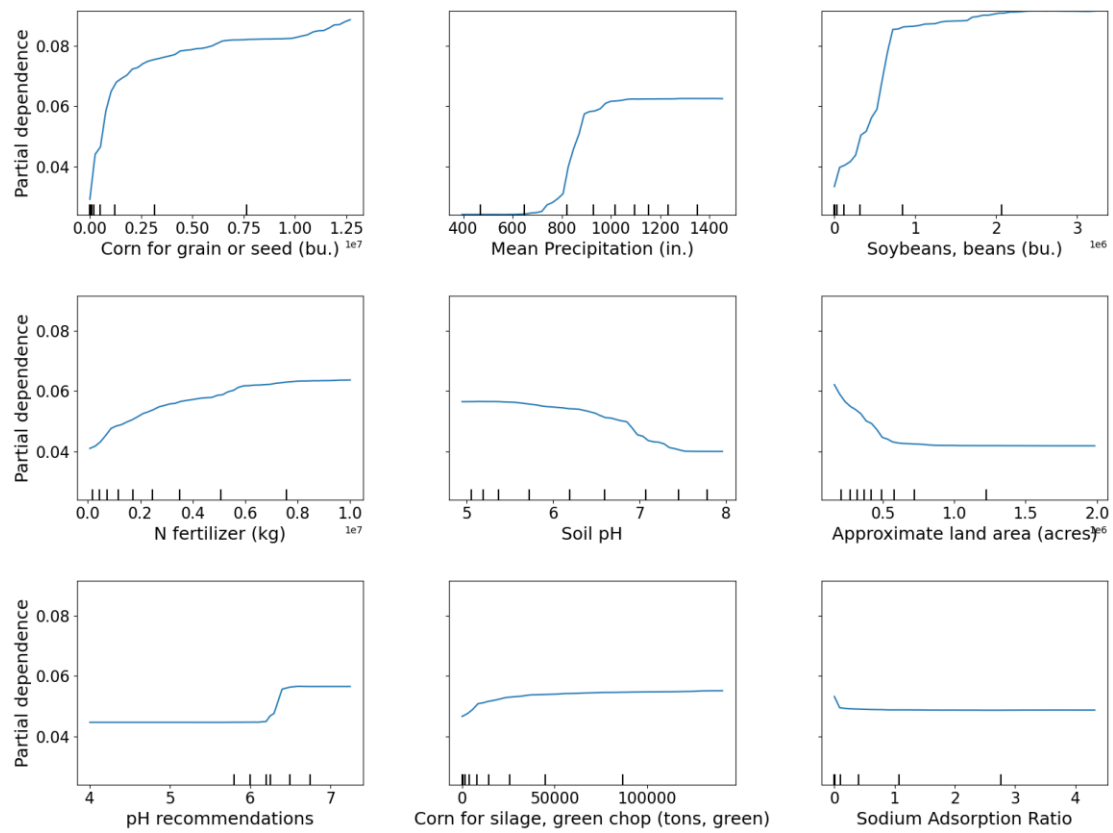 Partial dependence
0.08
0.06
0.04
0.00 0.25 0.50 0.75 1.00 1.25
1e7
Corn for grain or seed (bu.)
400 600 800 1000 1200 1400
Mean Precipitation (in.)
0 1 2 3
1e6
Soybeans, beans (bu.)
Partial dependence
0.08
0.06
0.04
0.0 0.2 0.4 0.6 0.8 1.0
1e7
N fertilizer (kg)
5 6 7 8
Soil pH
0.5 1.0 1.5 2.0
1e6
Approximate land area (acres)
Partial dependence
0.08
0.06
0.04
4 5 6 7
pH recommendations
0 50000 100000
Corn for silage, green chop (tons, green)
0 1 2 3 4
Sodium Adsorption Ratio